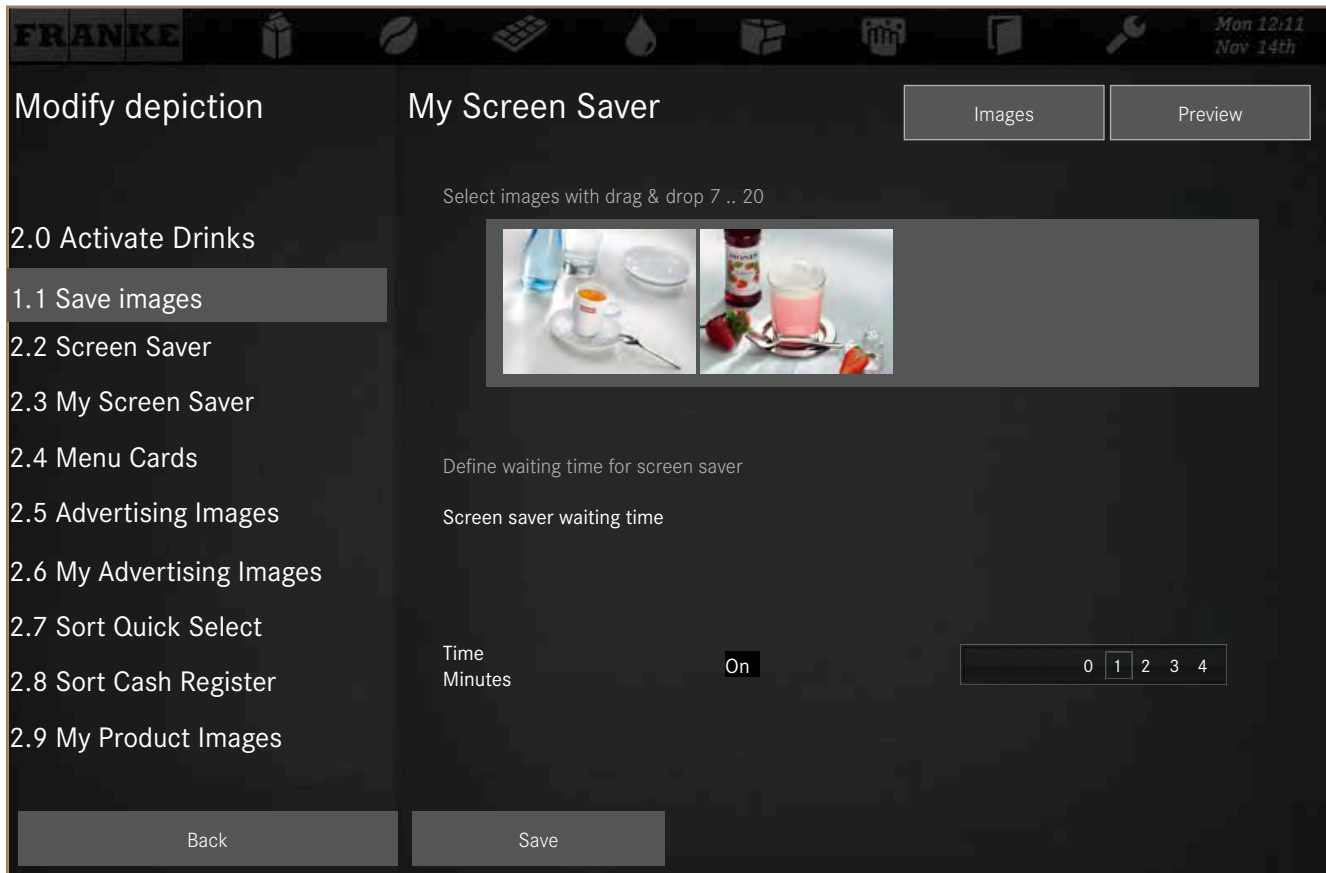 FRANKE
Mon 12:11
Nov 14th
Modify depiction
My Screen Saver
Images
Preview
Select images with drag & drop 7 .. 20
2.0 Activate Drinks
1.1 Save images
2.2 Screen Saver
2.3 My Screen Saver
2.4 Menu Cards
2.5 Advertising Images
2.6 My Advertising Images
2.7 Sort Quick Select
2.8 Sort Cash Register
2.9 My Product Images
MONIN
Define waiting time for screen saver
Screen saver waiting time
Time
Minutes
On
0 1 2 3 4
Back
Save